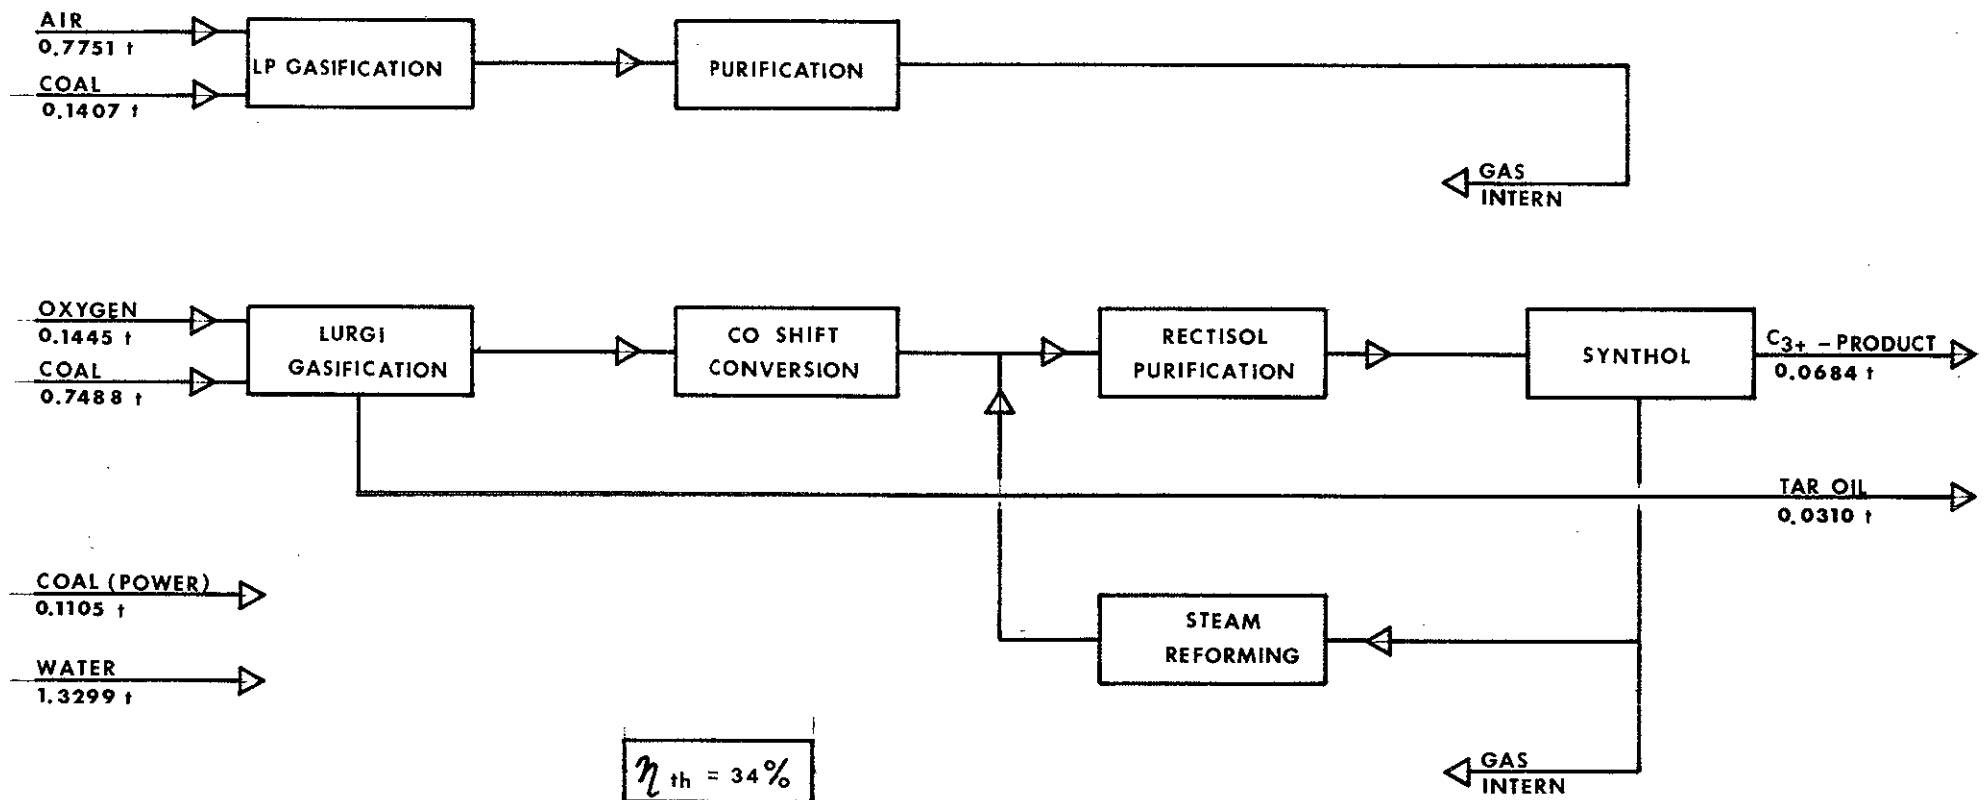 AIR
0.7751 t
COAL
0.1407 t
LP GASIFICATION
PURIFICATION
GAS
INTERN
OXYGEN
0.1445 t
COAL
0.7488 t
LURGI
GASIFICATION
CO SHIFT
CONVERSION
RECTISOL
PURIFICATION
SYNTHOL
C3+ – PRODUCT
0.0684 t
TAR OIL
0.0310 t
COAL (POWER)
0.1105 t
WATER
1.3299 t
STEAM
REFORMING
GAS
INTERN
η th = 34%